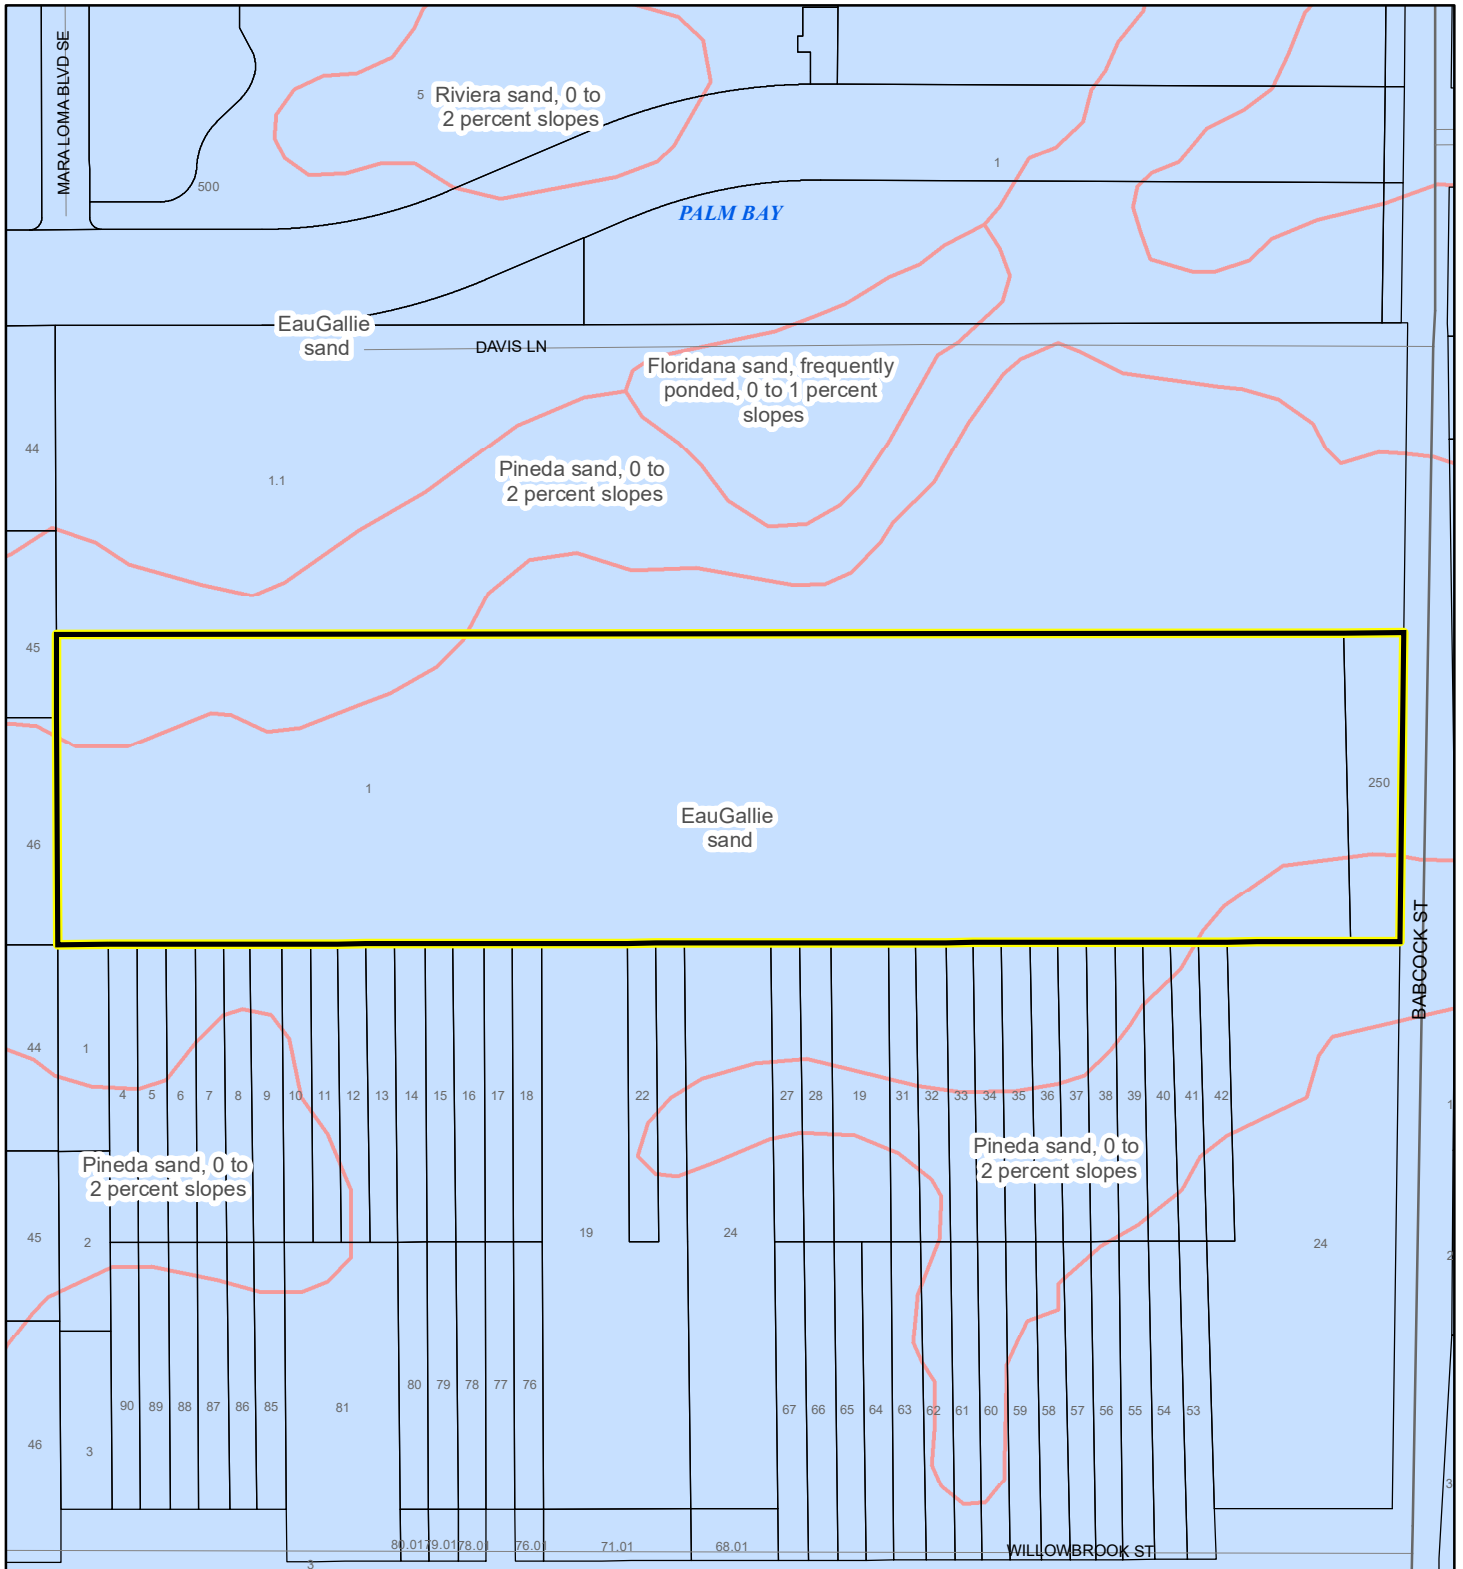 MARA LOMA BLVD SE
5
Riviera sand, 0 to
2 percent slopes
1
500
PALM BAY
EauGallie
sand
DAVIS LN
Floridana sand, frequently
ponded, 0 to 1 percent
slopes
44
1.1
Pineda sand, 0 to
2 percent slopes
45
1
250
EauGallie
sand
46
BABCOCK ST
44
1
4 5 6 7 8 9 10 11 12 13 14 15 16 17 18 22 27 28 19 31 32 33 34 35 36 37 38 39 40 41 42
Pineda sand, 0 to
2 percent slopes
Pineda sand, 0 to
2 percent slopes
45
2
19
24
24
80 79 78 77 76
90 89 88 87 86 85 81
67 66 65 64 63 62 61 60 59 58 57 56 55 54 53
46
3
80.01 79.01 78.01 76.01 71.01 68.01
WILLOWBROOK ST
3